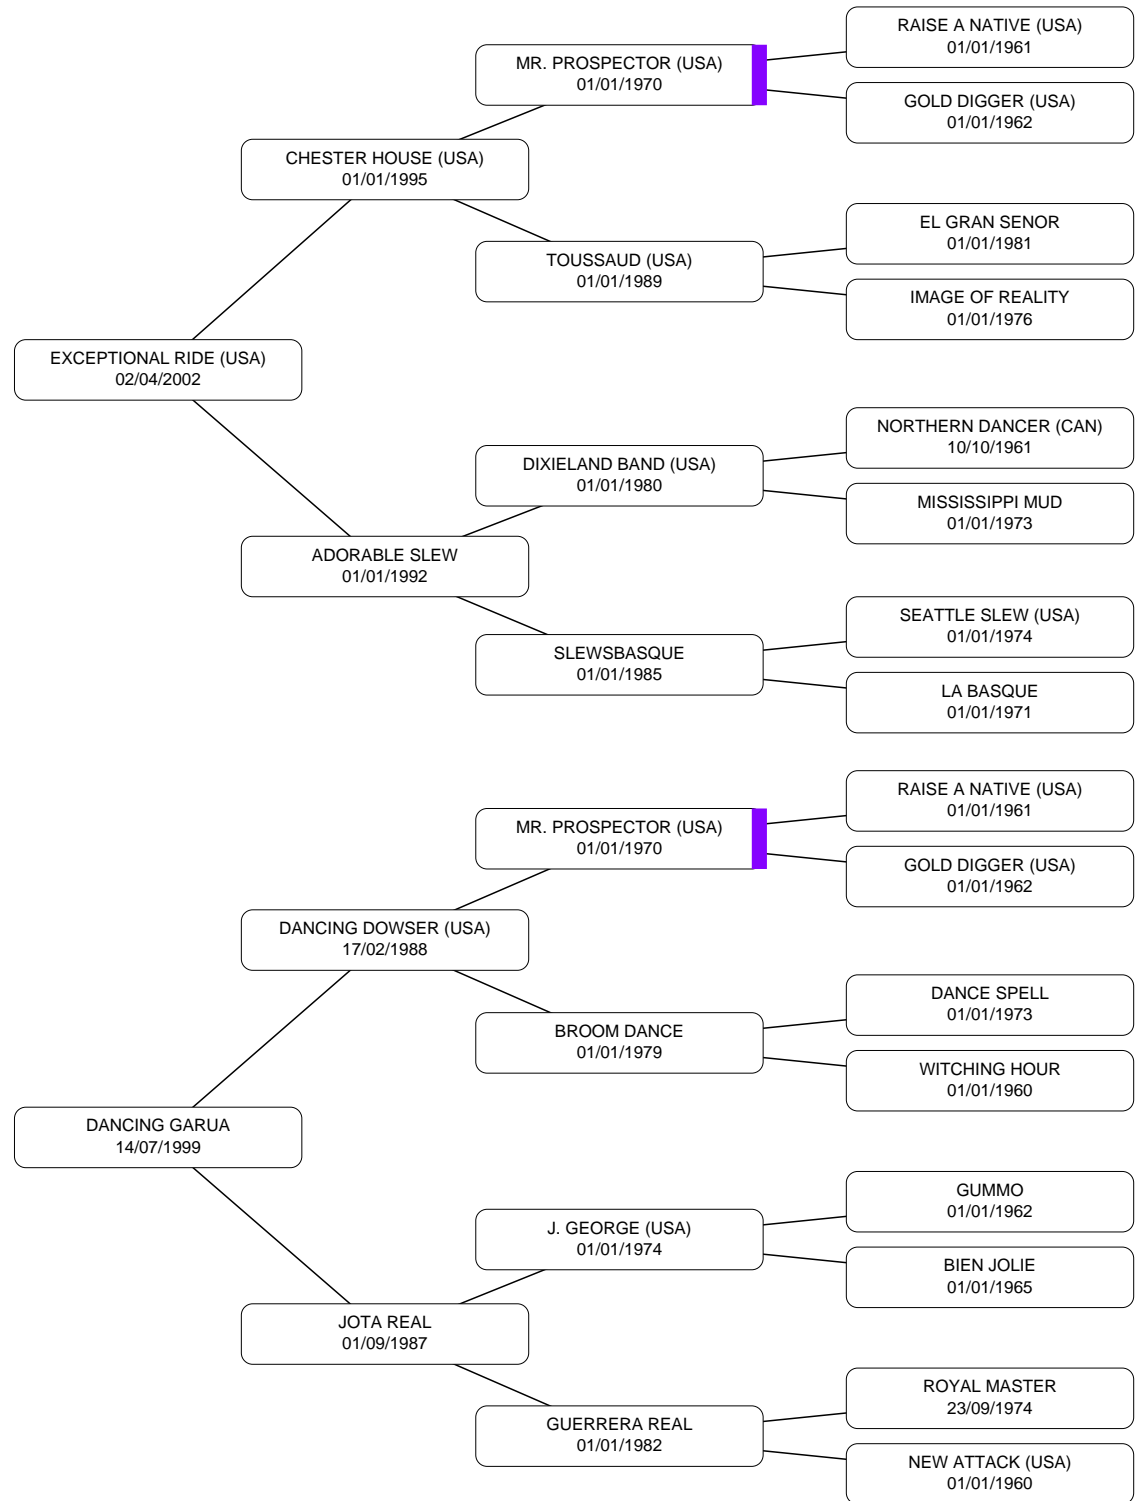 RAISE A NATIVE (USA)
01/01/1961
MR. PROSPECTOR (USA)
01/01/1970
GOLD DIGGER (USA)
01/01/1962
CHESTER HOUSE (USA)
01/01/1995
EL GRAN SENOR
01/01/1981
TOUSSAUD (USA)
01/01/1989
IMAGE OF REALITY
01/01/1976
EXCEPTIONAL RIDE (USA)
02/04/2002
NORTHERN DANCER (CAN)
10/10/1961
DIXIELAND BAND (USA)
01/01/1980
MISSISSIPPI MUD
01/01/1973
ADORABLE SLEW
01/01/1992
SEATTLE SLEW (USA)
01/01/1974
SLEWSBASQUE
01/01/1985
LA BASQUE
01/01/1971
RAISE A NATIVE (USA)
01/01/1961
MR. PROSPECTOR (USA)
01/01/1970
GOLD DIGGER (USA)
01/01/1962
DANCING DOWSER (USA)
17/02/1988
DANCE SPELL
01/01/1973
BROOM DANCE
01/01/1979
WITCHING HOUR
01/01/1960
DANCING GARUA
14/07/1999
GUMMO
01/01/1962
J. GEORGE (USA)
01/01/1974
BIEN JOLIE
01/01/1965
JOTA REAL
01/09/1987
ROYAL MASTER
23/09/1974
GUERRERA REAL
01/01/1982
NEW ATTACK (USA)
01/01/1960